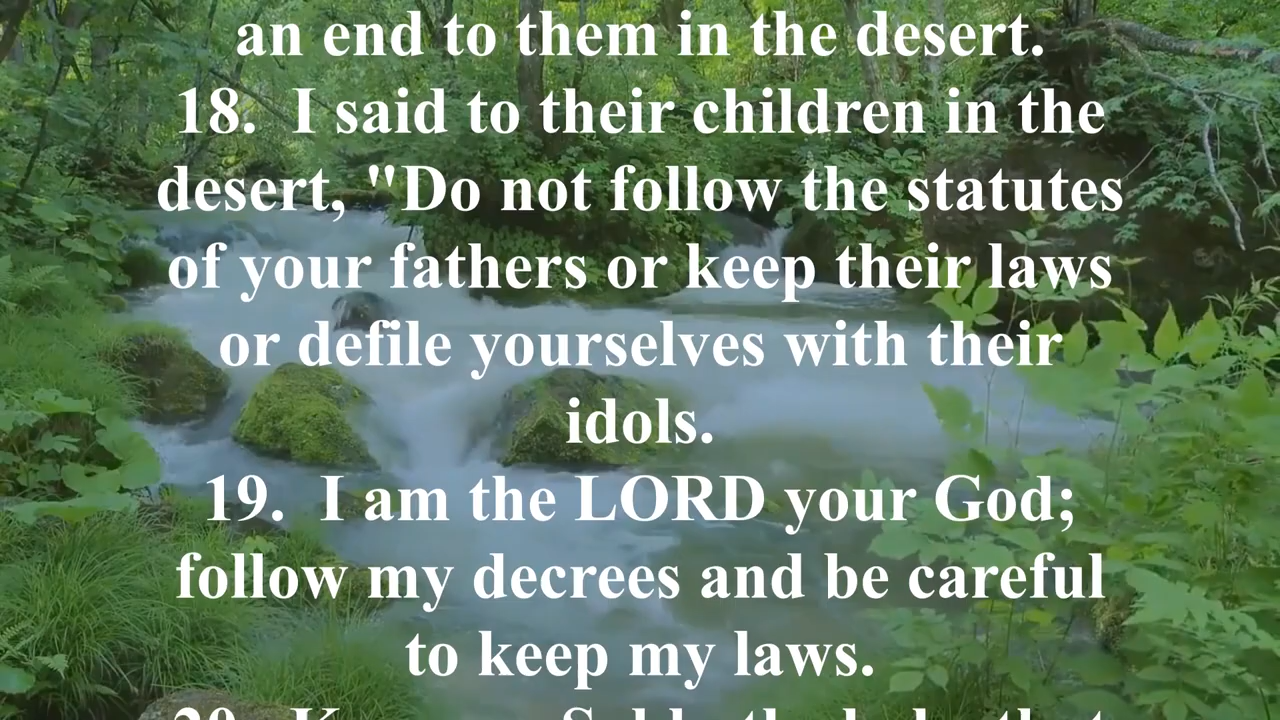 an end to them in the desert.
18.  I said to their children in the
desert, "Do not follow the statutes
of your fathers or keep their laws
or defile yourselves with their
idols.
19.  I am the LORD your God;
follow my decrees and be careful
to keep my laws.